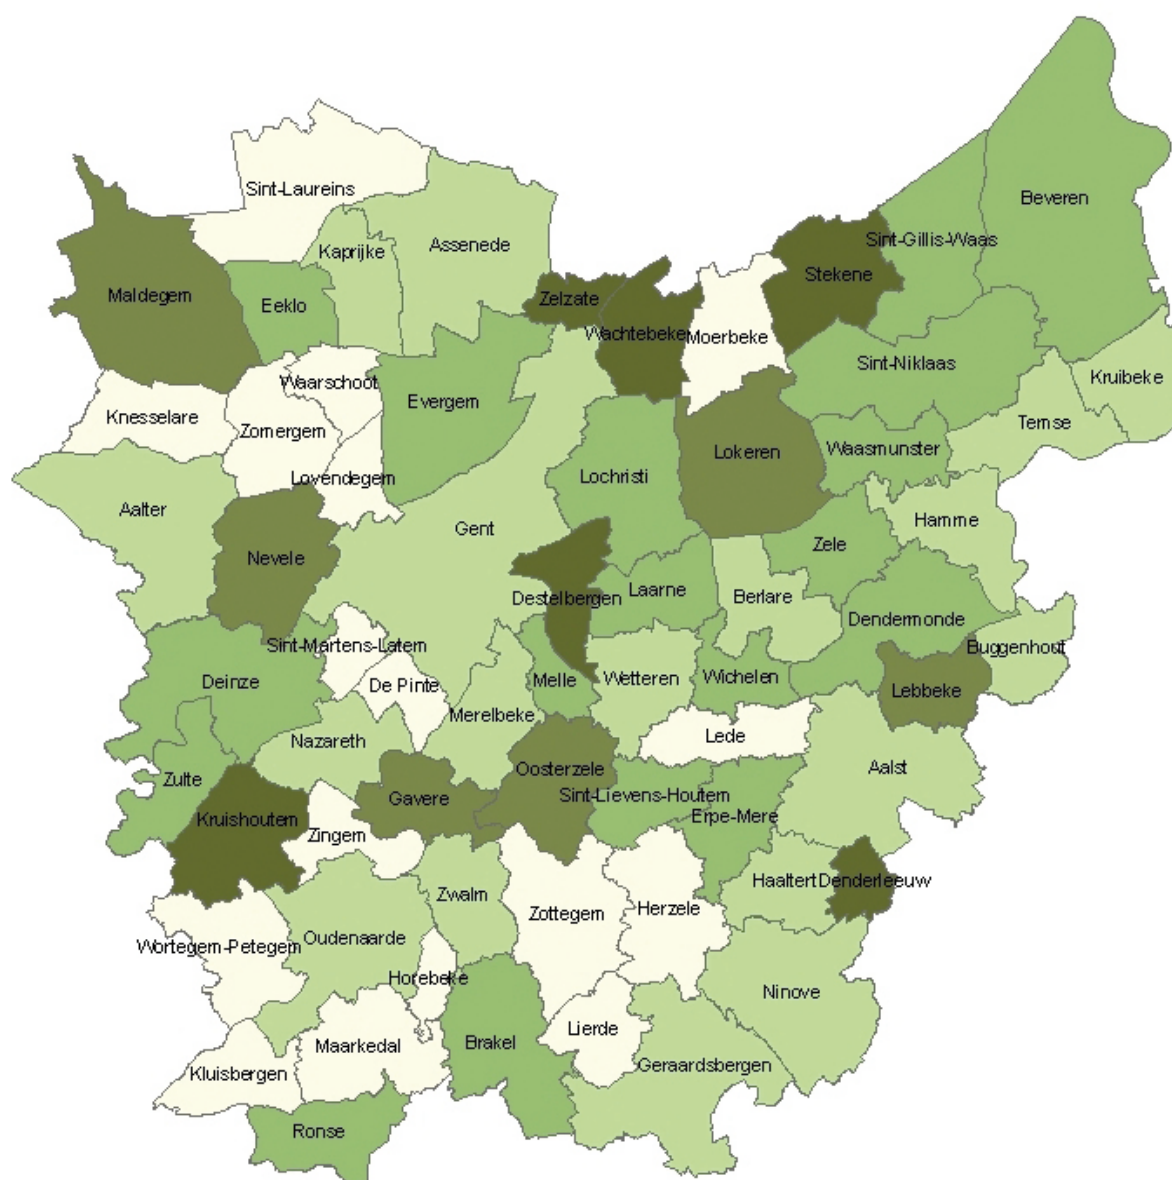 Sint-Laureins
Beveren
Sint-Gillis-Waas
Assenede
Kaprijke
Stekene
Maldegem
Zelzate
Eeklo
Wachtebeke
Moerbeke
Sint-Niklaas
Kruibeke
Waarschoot
Evergem
Knesselare
Zomergem
Temse
Waasmunster
Lokeren
Lovendegem
Lochristi
Aalter
Hamme
Gent
Zele
Nevele
Laarne
Destelbergen
Berlare
Dendermonde
Sint-Martens-Latem
Buggenhout
Deinze
De Pinte
Melle
Wetteren
Wichelen
Lebbeke
Merelbeke
Lede
Nazareth
Aalst
Oosterzele
Zulte
Gavere
Sint-Lievens-Houtem
Erpe-Mere
Kruishoutem
Zingem
Haaltert
Denderleeuw
Zwalm
Herzele
Zottegem
Oudenaarde
Wortegem-Petegem
Horebeke
Ninove
Lierde
Brakel
Maarkedal
Geraardsbergen
Kluisbergen
Ronse